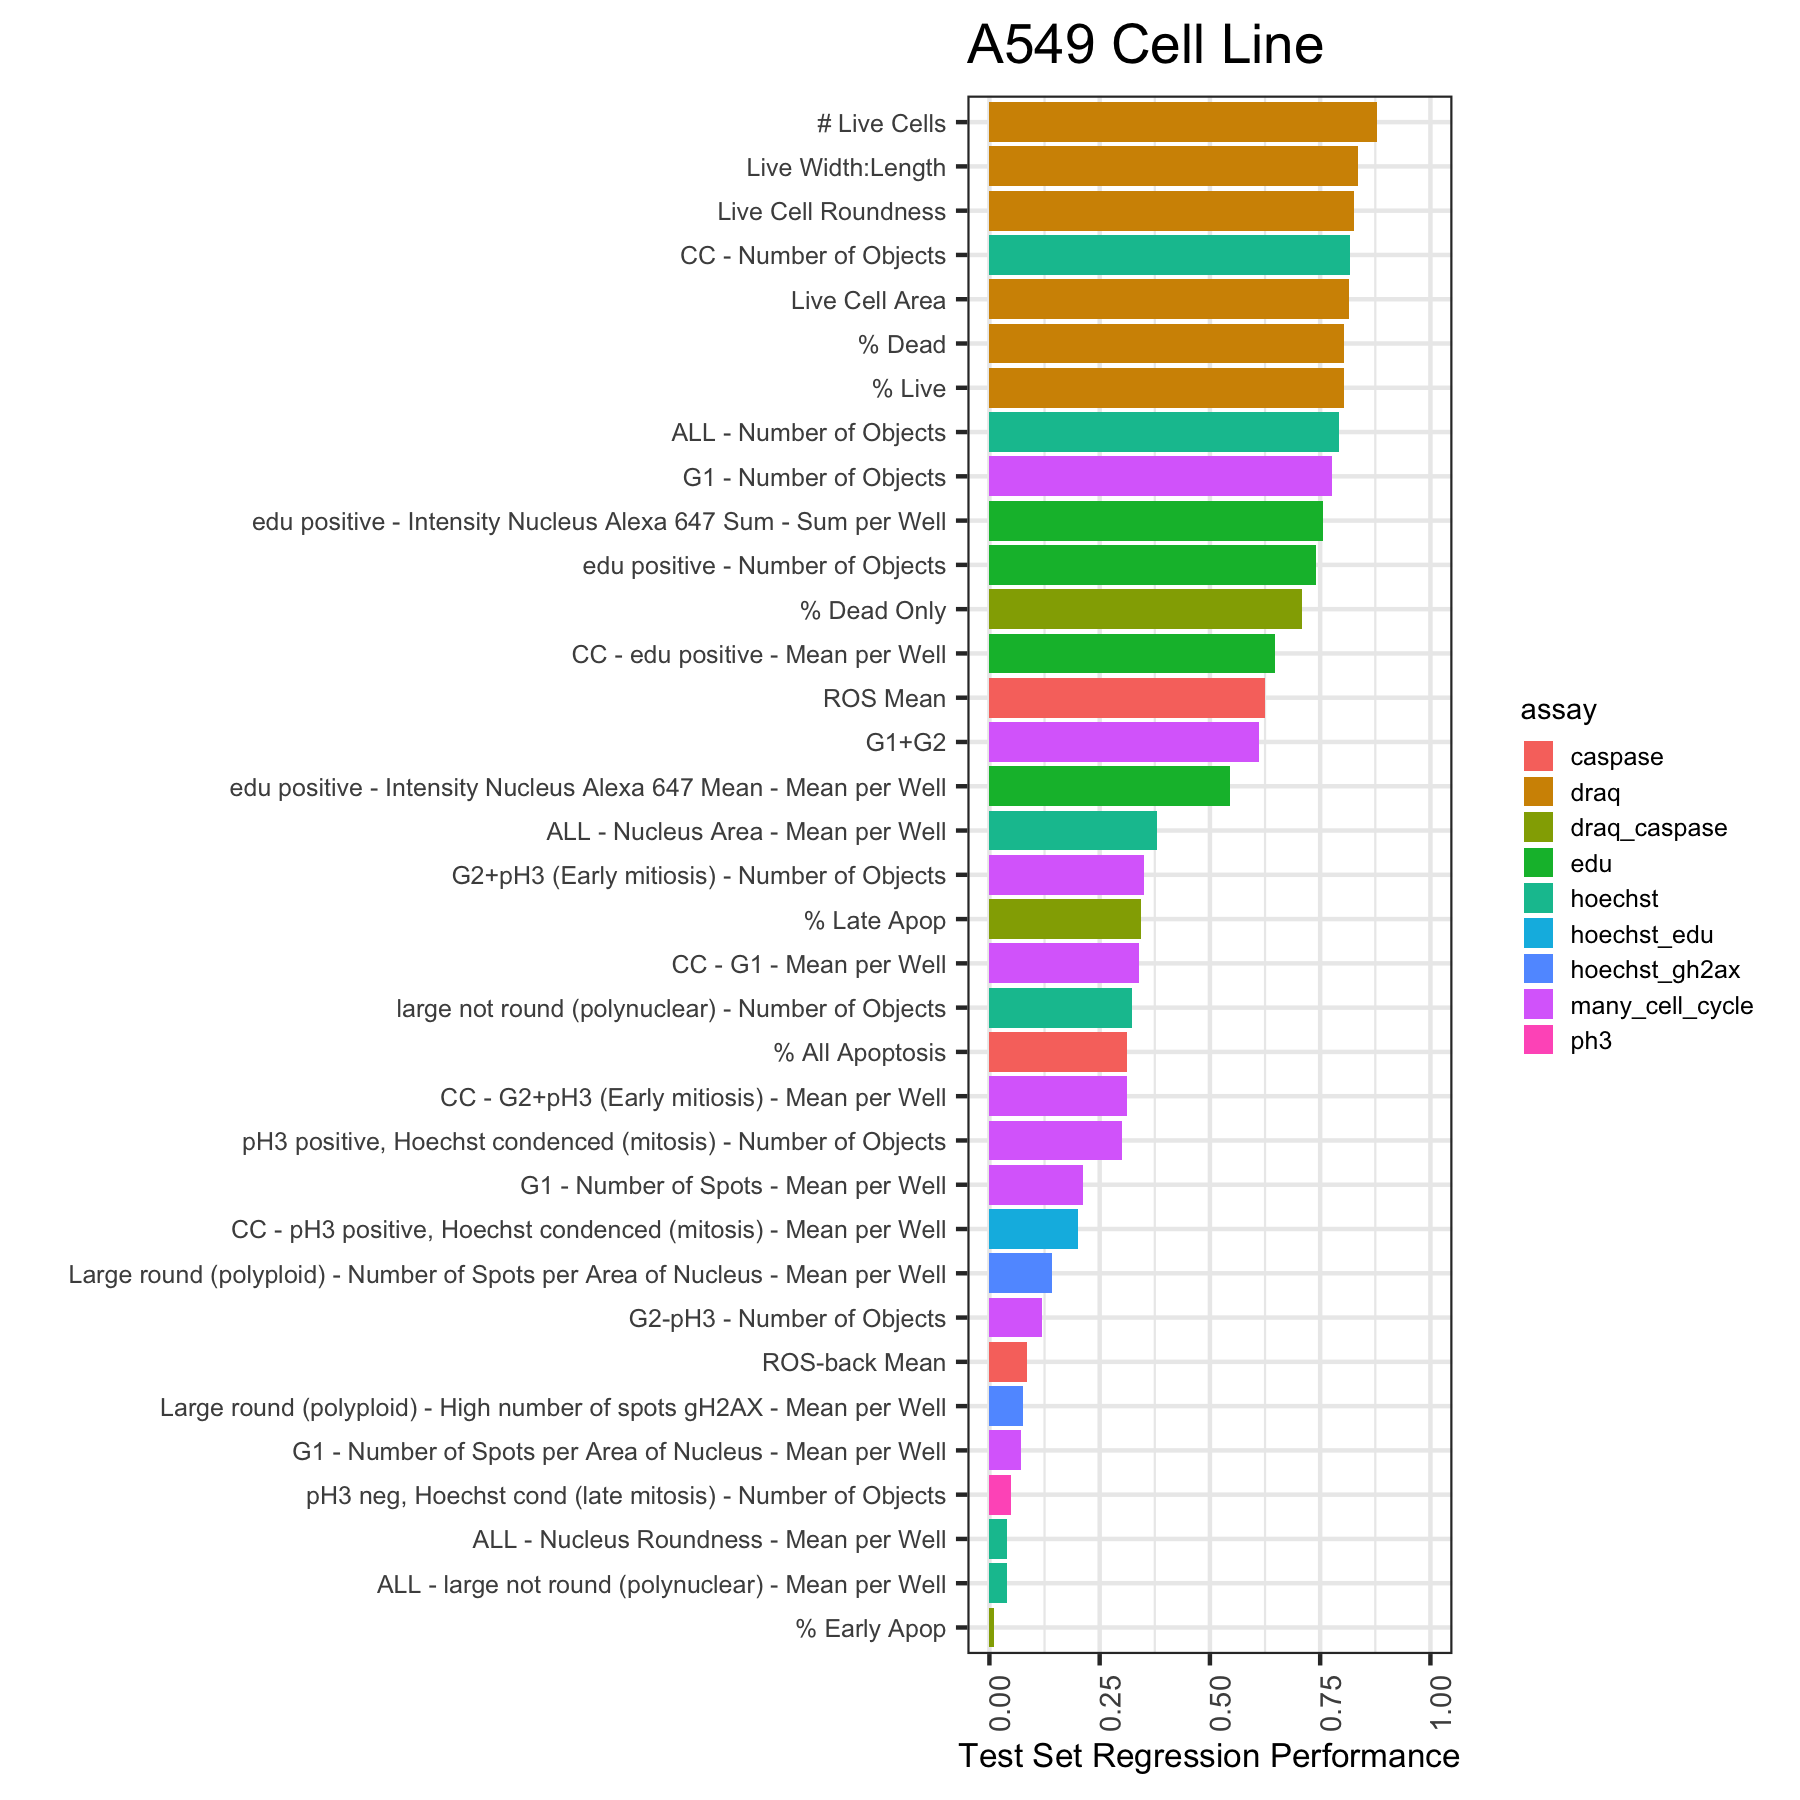 A549 Cell Line
# Live Cells
Live Width:Length
Live Cell Roundness
CC - Number of Objects
Live Cell Area
% Dead
% Live
ALL - Number of Objects
G1 - Number of Objects
edu positive - Intensity Nucleus Alexa 647 Sum - Sum per Well
edu positive - Number of Objects
% Dead Only
CC - edu positive - Mean per Well
ROS Mean
G1+G2
edu positive - Intensity Nucleus Alexa 647 Mean - Mean per Well
ALL - Nucleus Area - Mean per Well
G2+pH3 (Early mitiosis) - Number of Objects
% Late Apop
CC - G1 - Mean per Well
large not round (polynuclear) - Number of Objects
% All Apoptosis
CC - G2+pH3 (Early mitiosis) - Mean per Well
pH3 positive, Hoechst condenced (mitosis) - Number of Objects
G1 - Number of Spots - Mean per Well
CC - pH3 positive, Hoechst condenced (mitosis) - Mean per Well
Large round (polyploid) - Number of Spots per Area of Nucleus - Mean per Well
G2-pH3 - Number of Objects
ROS-back Mean
Large round (polyploid) - High number of spots gH2AX - Mean per Well
G1 - Number of Spots per Area of Nucleus - Mean per Well
pH3 neg, Hoechst cond (late mitosis) - Number of Objects
ALL - Nucleus Roundness - Mean per Well
ALL - large not round (polynuclear) - Mean per Well
% Early Apop
0.00
0.25
0.50
0.75
1.00
Test Set Regression Performance
assay
caspase
draq
draq_caspase
edu
hoechst
hoechst_edu
hoechst_gh2ax
many_cell_cycle
ph3